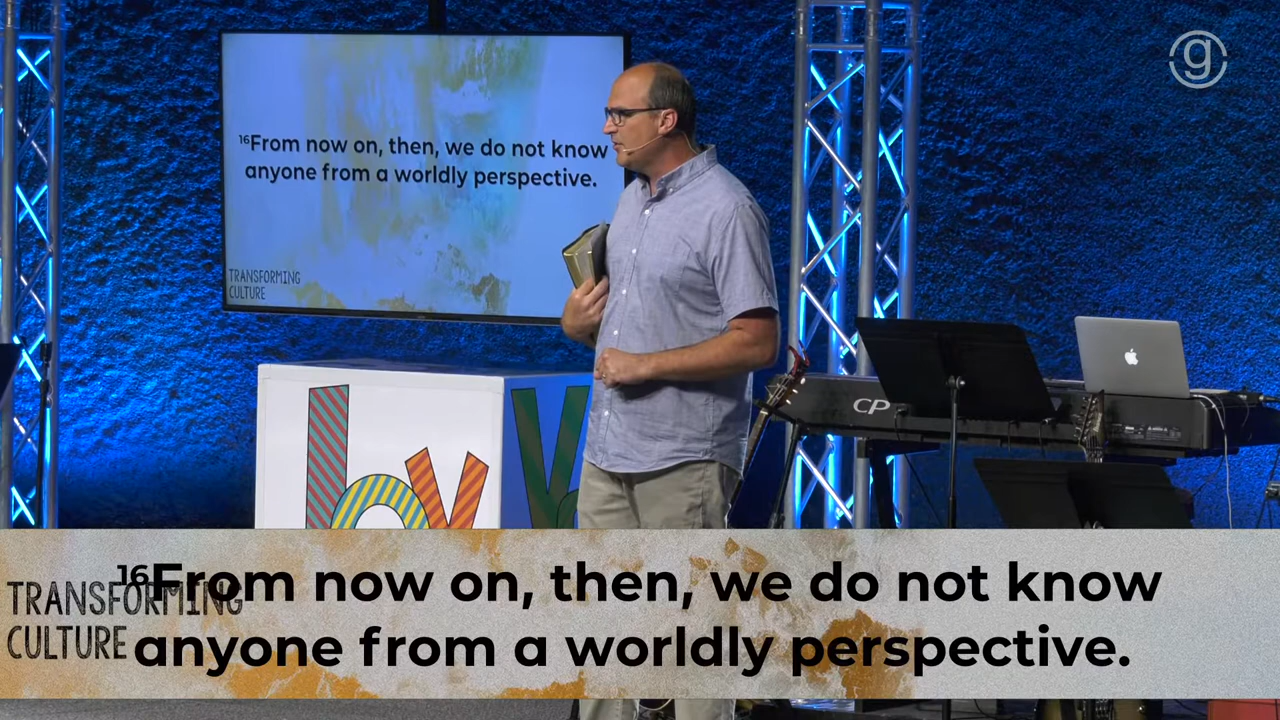 g
16From now on, then, we do not know
anyone from a worldly perspective.
TRANSFORMING
CULTURE
CP
16From now on, then, we do not know
anyone from a worldly perspective.
TRANSFORMING
CULTURE